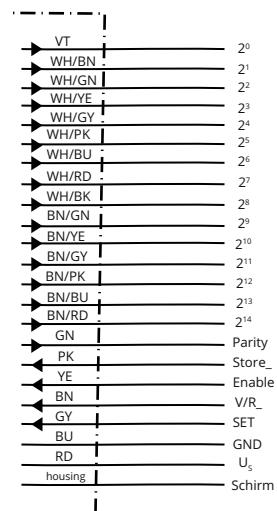 VT 2⁰
WH/BN 2¹
WH/GN 2²
WH/YE 2³
WH/GY 2⁴
WH/PK 2⁵
WH/BU 2⁶
WH/RD 2⁷
WH/BK 2⁸
BN/GN 2⁹
BN/YE 2¹⁰
BN/GY 2¹¹
BN/PK 2¹²
BN/BU 2¹³
BN/RD 2¹⁴
GN Parity
PK Store_
YE Enable
BN V/R_
GY SET
BU GND
RD Uₛ
housing Schirm